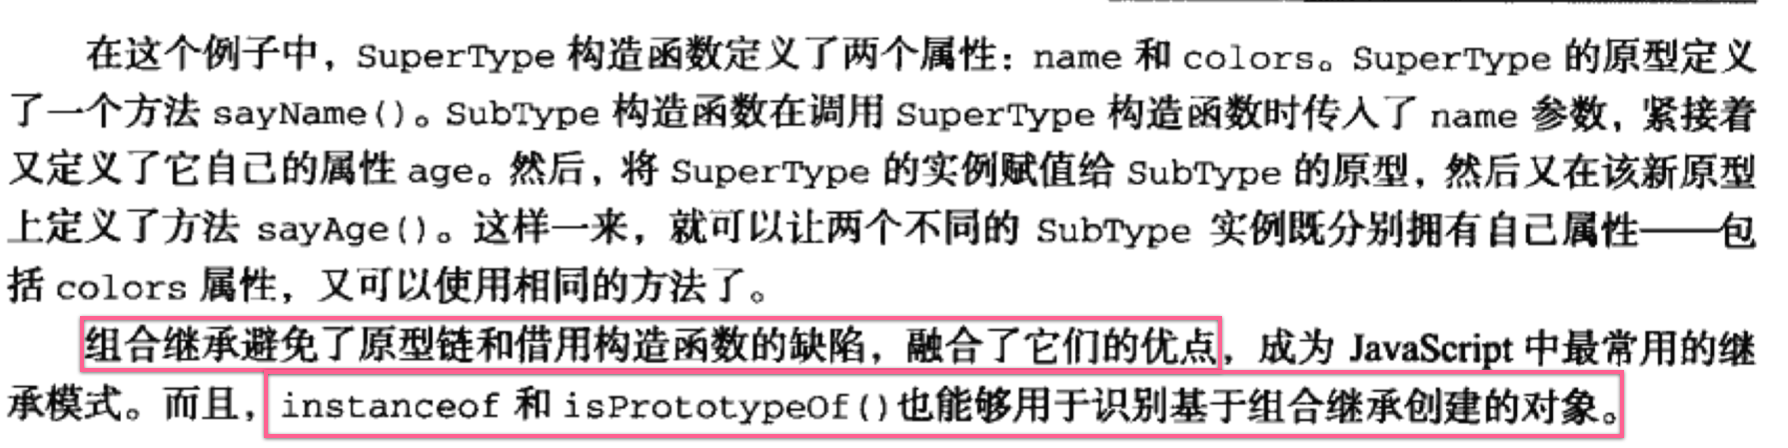 在这个例子中，SuperType 构造函数定义了两个属性：name 和 colors。SuperType 的原型定义
了一个方法 sayName()。SubType 构造函数在调用 SuperType 构造函数时传入了 name 参数，紧接着
又定义了它自己的属性 age。然后，将 SuperType 的实例赋值给 SubType 的原型，然后又在该新原型
上定义了方法 sayAge()。这样一来，就可以让两个不同的 SubType 实例既分别拥有自己属性——包
括 colors 属性，又可以使用相同的方法了。
组合继承避免了原型链和借用构造函数的缺陷，融合了它们的优点，成为 JavaScript 中最常用的继
承模式。而且，instanceof 和 isPrototypeOf()也能够用于识别基于组合继承创建的对象。